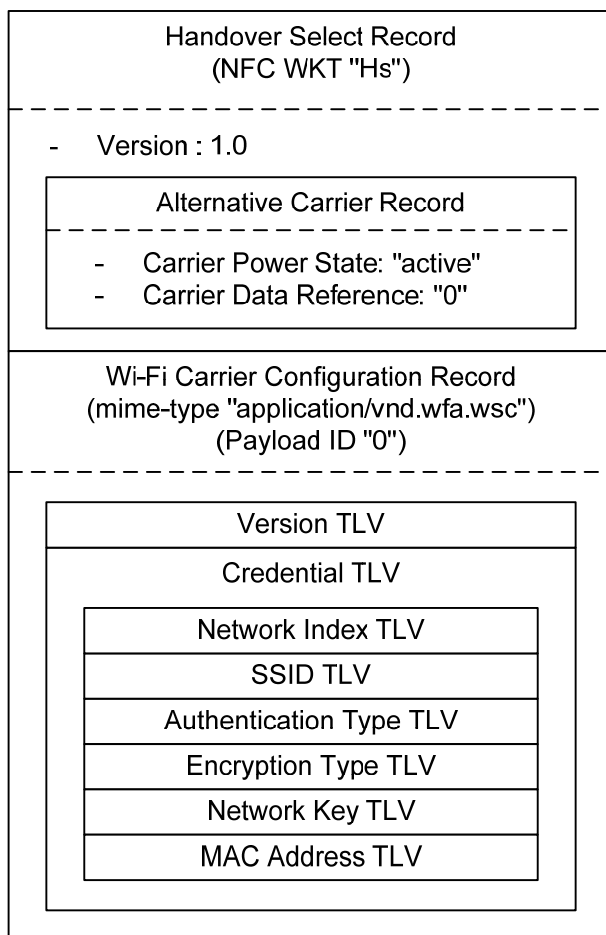 Handover Select Record
(NFC WKT "Hs")
- Version : 1.0
Alternative Carrier Record
- Carrier Power State: "active"
- Carrier Data Reference: "0"
Wi-Fi Carrier Configuration Record
(mime-type "application/vnd.wfa.wsc")
(Payload ID "0")
Version TLV
Credential TLV
Network Index TLV
SSID TLV
Authentication Type TLV
Encryption Type TLV
Network Key TLV
MAC Address TLV